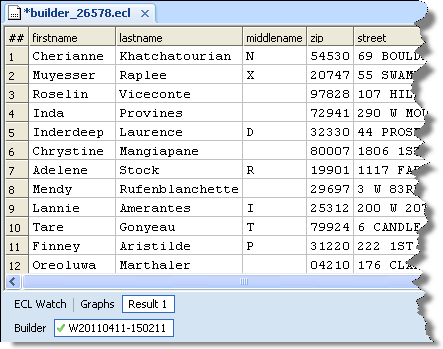 *builder_26578.ecl
## firstname lastname middlename zip street
1 Cherianne Khatchatourian N 54530 69 BOULD
2 Muyesser Raplee X 20747 55 SWAM
3 Roselin Viceconte 97828 107 HIL
4 Inda Provines 72941 290 W MOU
5 Inderdeep Laurence D 32330 44 PROS
6 Chrystine Mangiapane 80007 1806 1ST
7 Adelene Stock R 19901 1117 FA
8 Mendy Rufenblanchette 29697 3 W 83R
9 Lannie Amerantes I 25312 200 W 20T
10 Tare Gonyeau T 79924 6 CANDLE
11 Finney Aristilde P 31220 222 1ST
12 Oreoluwa Marthaler 04210 176 CLA
ECL Watch Graphs Result 1
Builder W20110411-150211